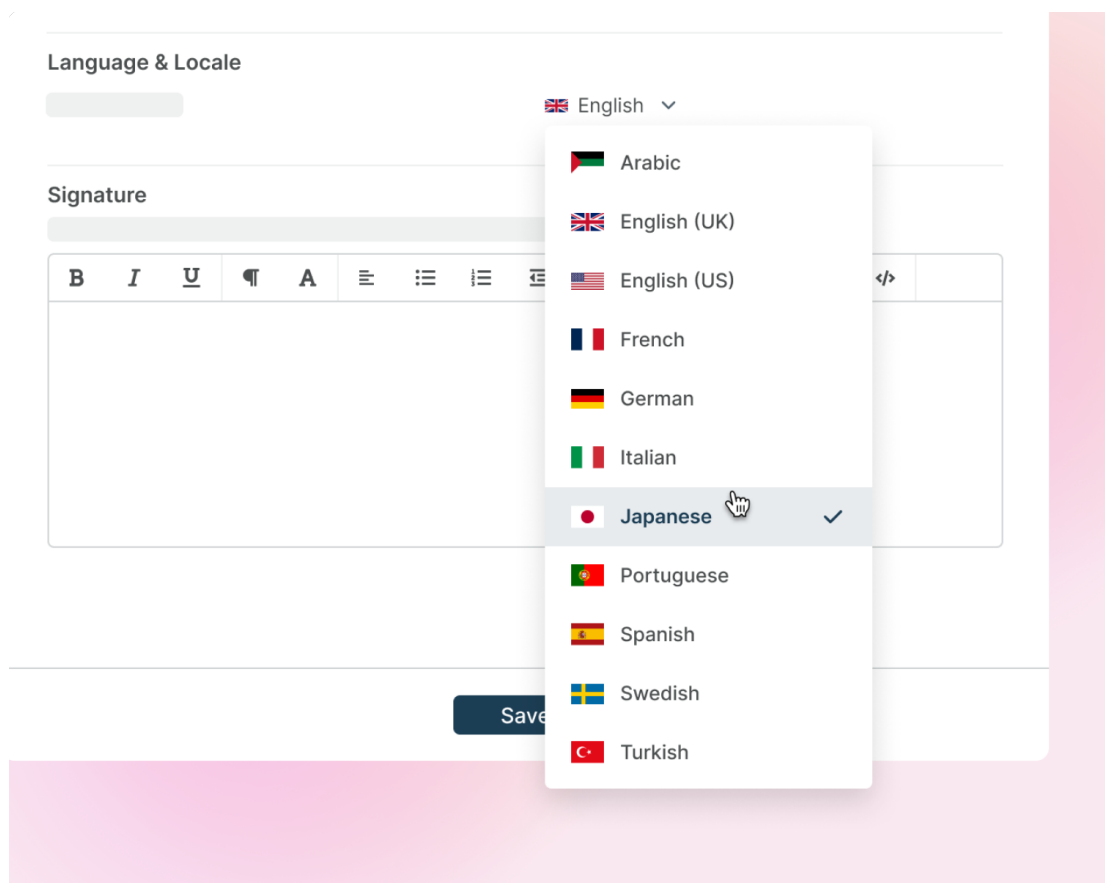 Language & Locale
English
Arabic
Signature
English (UK)
B I U ¶ A </>
English (US)
French
German
Italian
Japanese
Portuguese
Spanish
Swedish
Save
Turkish